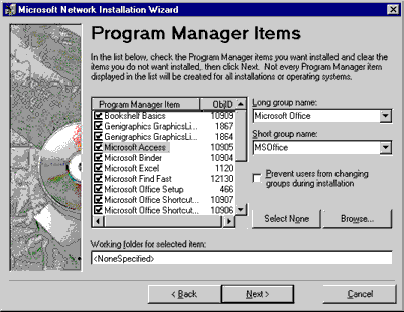 Microsoft Network Installation Wizard
Program Manager Items
In the list below, check the Program Manager items you want installed and clear the
items you do not want installed, then click Next. Not every Program Manager item
displayed in the list will be created for all installations or operating systems.
Program Manager Item ObjID
Bookshelf Basics 10909
Genigraphics GraphicsLi... 1867
Genigraphics GraphicsLi... 1864
Microsoft Access 10905
Microsoft Binder 10904
Microsoft Excel 1120
Microsoft Find Fast 12130
Microsoft Office Setup 466
Microsoft Office Shortcut... 10907
Microsoft Office Shortcut... 10906
Long group name:
Microsoft Office
Short group name:
MSOffice
Prevent users from changing
groups during installation
Select None
Browse...
Working folder for selected item:
<NoneSpecified>
< Back
Next >
Cancel